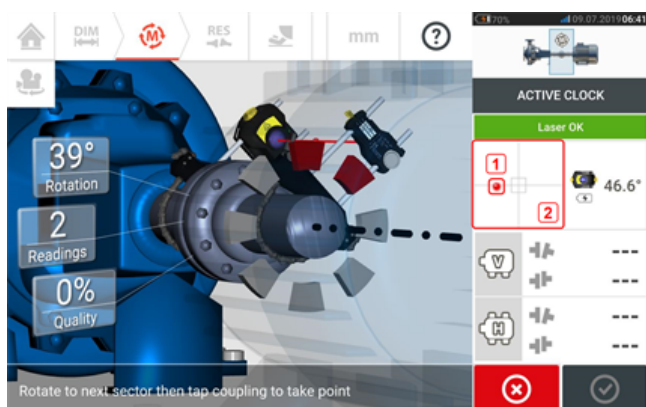 DIM
M
RES
mm
?
70%
09.07.2019 06:41
ACTIVE CLOCK
Laser OK
1
2
46.6°
39°
Rotation
2
Readings
0%
Quality
V
---
---
H
---
---
Rotate to next sector then tap coupling to take point